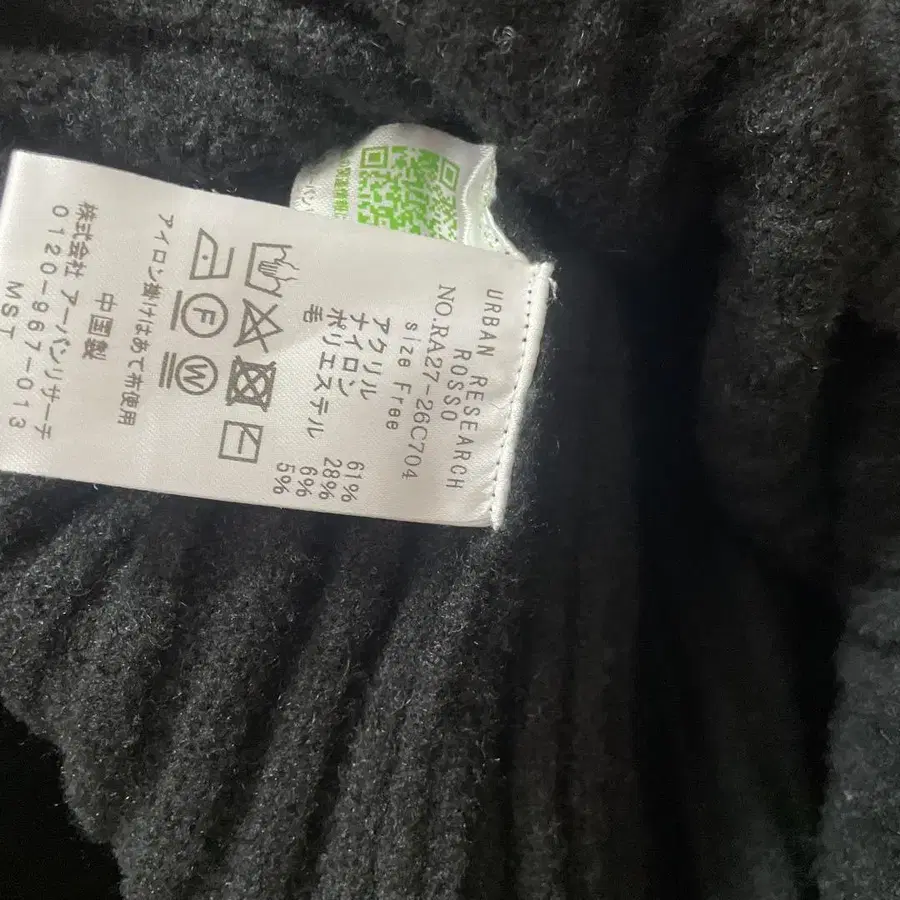 URBAN RESEARCH
ROSSO
NO.RA27-26C704
size Free
アクリル 61%
ナイロン 28%
ポリエステル 6%
毛 5%
F W
アイロン掛けはあて布使用
中国製
株式会社 アーバンリサーチ
0120-967-013
MST